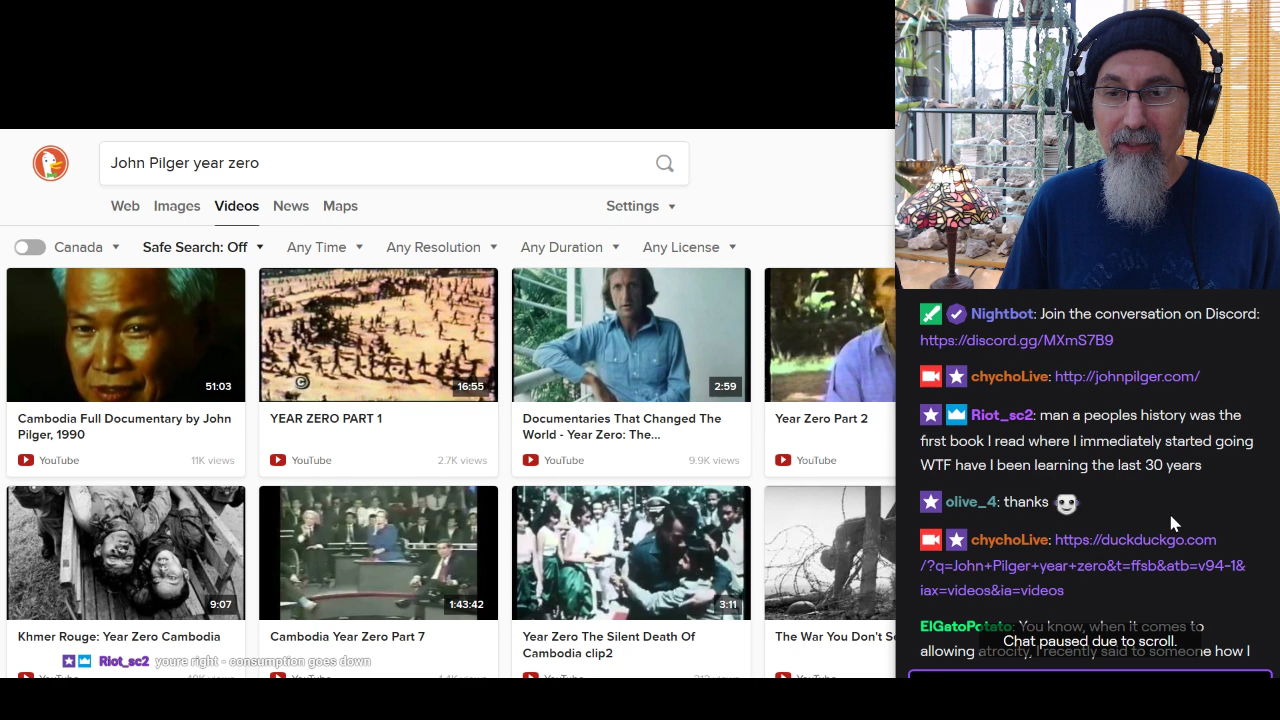 John Pilger year zero
Web Images Videos News Maps Settings
Canada Safe Search: Off Any Time Any Resolution Any Duration Any License
51:03
16:55
2:59
©
Cambodia Full Documentary by John
Pilger, 1990
YouTube 11K views
YEAR ZERO PART 1
YouTube 2.7K views
Documentaries That Changed The
World - Year Zero: The...
YouTube 9.9K views
Year Zero Part 2
YouTube
9:07
1:43:42
3:11
Khmer Rouge: Year Zero Cambodia
Cambodia Year Zero Part 7
Year Zero The Silent Death Of
Cambodia clip2
The War You Don't S
Riot_sc2 youre right - consumption goes down
Nightbot: Join the conversation on Discord:
https://discord.gg/MXmS7B9
chychoLive: http://johnpilger.com/
Riot_sc2: man a peoples history was the
first book I read where I immediately started going
WTF have I been learning the last 30 years
olive_4: thanks
chychoLive: https://duckduckgo.com
/?q=John+Pilger+year+zero&t=ffsb&atb=v94-1&
iax=videos&ia=videos
ElGatoPotato: You know, when it comes to
Chat paused due to scroll.
allowing atrocity, I recently said to someone how I